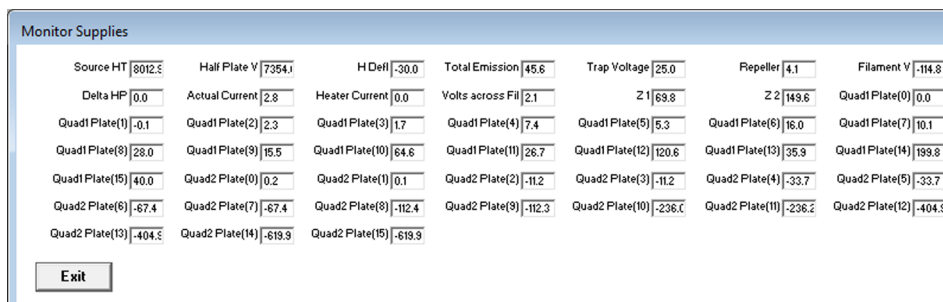 Monitor Supplies
Source HT 8012.9 Half Plate V 7354. H Defl -30.0 Total Emission 45.6 Trap Voltage 25.0 Repeller 4.1 Filament V -114.8
Delta HP 0.0 Actual Current 2.8 Heater Current 0.0 Volts across Fil 2.1 Z 1 69.8 Z 2 149.6 Quad1 Plate(0) 0.0
Quad1 Plate(1) -0.1 Quad1 Plate(2) 2.3 Quad1 Plate(3) 1.7 Quad1 Plate(4) 7.4 Quad1 Plate(5) 5.3 Quad1 Plate(6) 16.0 Quad1 Plate(7) 10.1
Quad1 Plate(8) 28.0 Quad1 Plate(9) 15.5 Quad1 Plate(10) 64.6 Quad1 Plate(11) 26.7 Quad1 Plate(12) 120.6 Quad1 Plate(13) 35.9 Quad1 Plate(14) 199.8
Quad1 Plate(15) 40.0 Quad2 Plate(0) 0.2 Quad2 Plate(1) 0.1 Quad2 Plate(2) -11.2 Quad2 Plate(3) -11.2 Quad2 Plate(4) -33.7 Quad2 Plate(5) -33.7
Quad2 Plate(6) -67.4 Quad2 Plate(7) -67.4 Quad2 Plate(8) -112.4 Quad2 Plate(9) -112.3 Quad2 Plate(10) -236.0 Quad2 Plate(11) -236.2 Quad2 Plate(12) -404.9
Quad2 Plate(13) -404.9 Quad2 Plate(14) -619.9 Quad2 Plate(15) -619.9
Exit